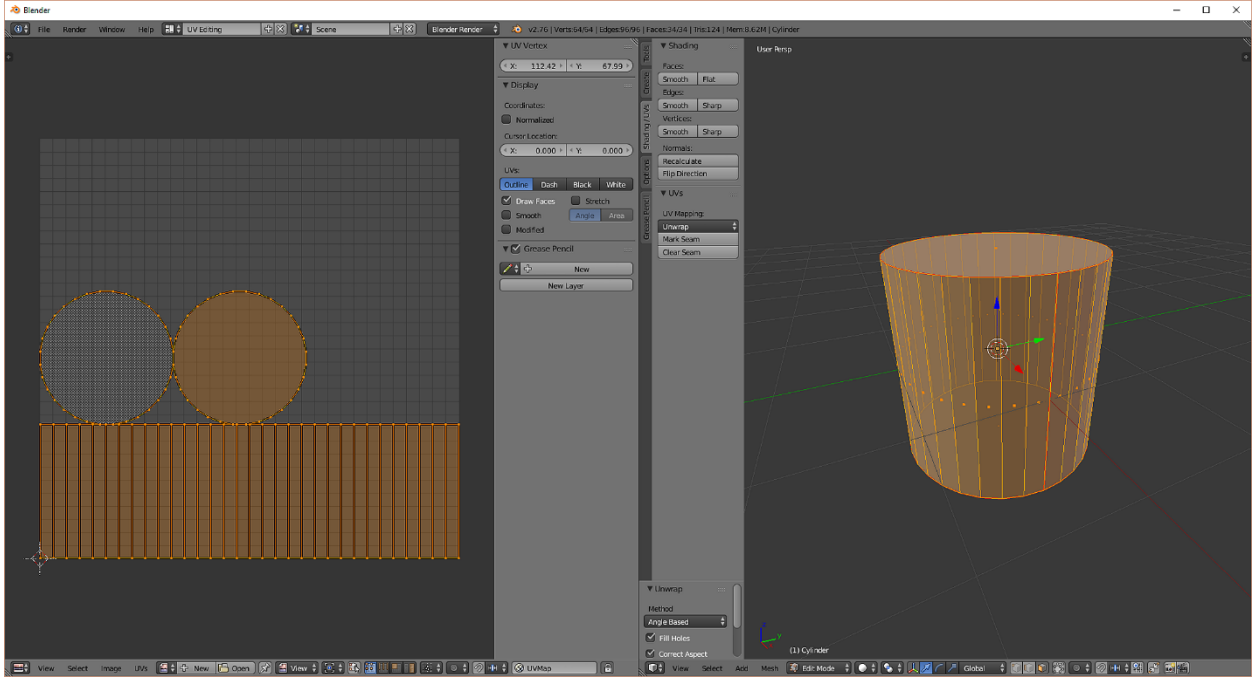 Blender
File Render Window Help UV Editing Scene Blender Render v2.76 | Verts:64/64 | Edges:96/96 | Faces:34/34 | Tris:124 | Mem:8.62M | Cylinder
UV Vertex
X: 112.42 Y: 67.99
Display
Coordinates:
Normalized
Cursor Location:
X: 0.000 Y: 0.000
UVs:
Outline Dash Black White
Draw Faces Stretch
Smooth Angle Area
Modified
Grease Pencil
New
New Layer
Tools
Create
Shading / UVs
Options
Grease Pencil
Shading
Faces:
Smooth Flat
Edges:
Smooth Sharp
Vertices:
Smooth Sharp
Normals:
Recalculate
Flip Direction
UVs
UV Mapping:
Unwrap
Mark Seam
Clear Seam
Unwrap
Method
Angle Based
Fill Holes
Correct Aspect
User Persp
z
y
(1) Cylinder
View Select Image UVs New Open View UVMap
View Select Add Mesh Edit Mode Global